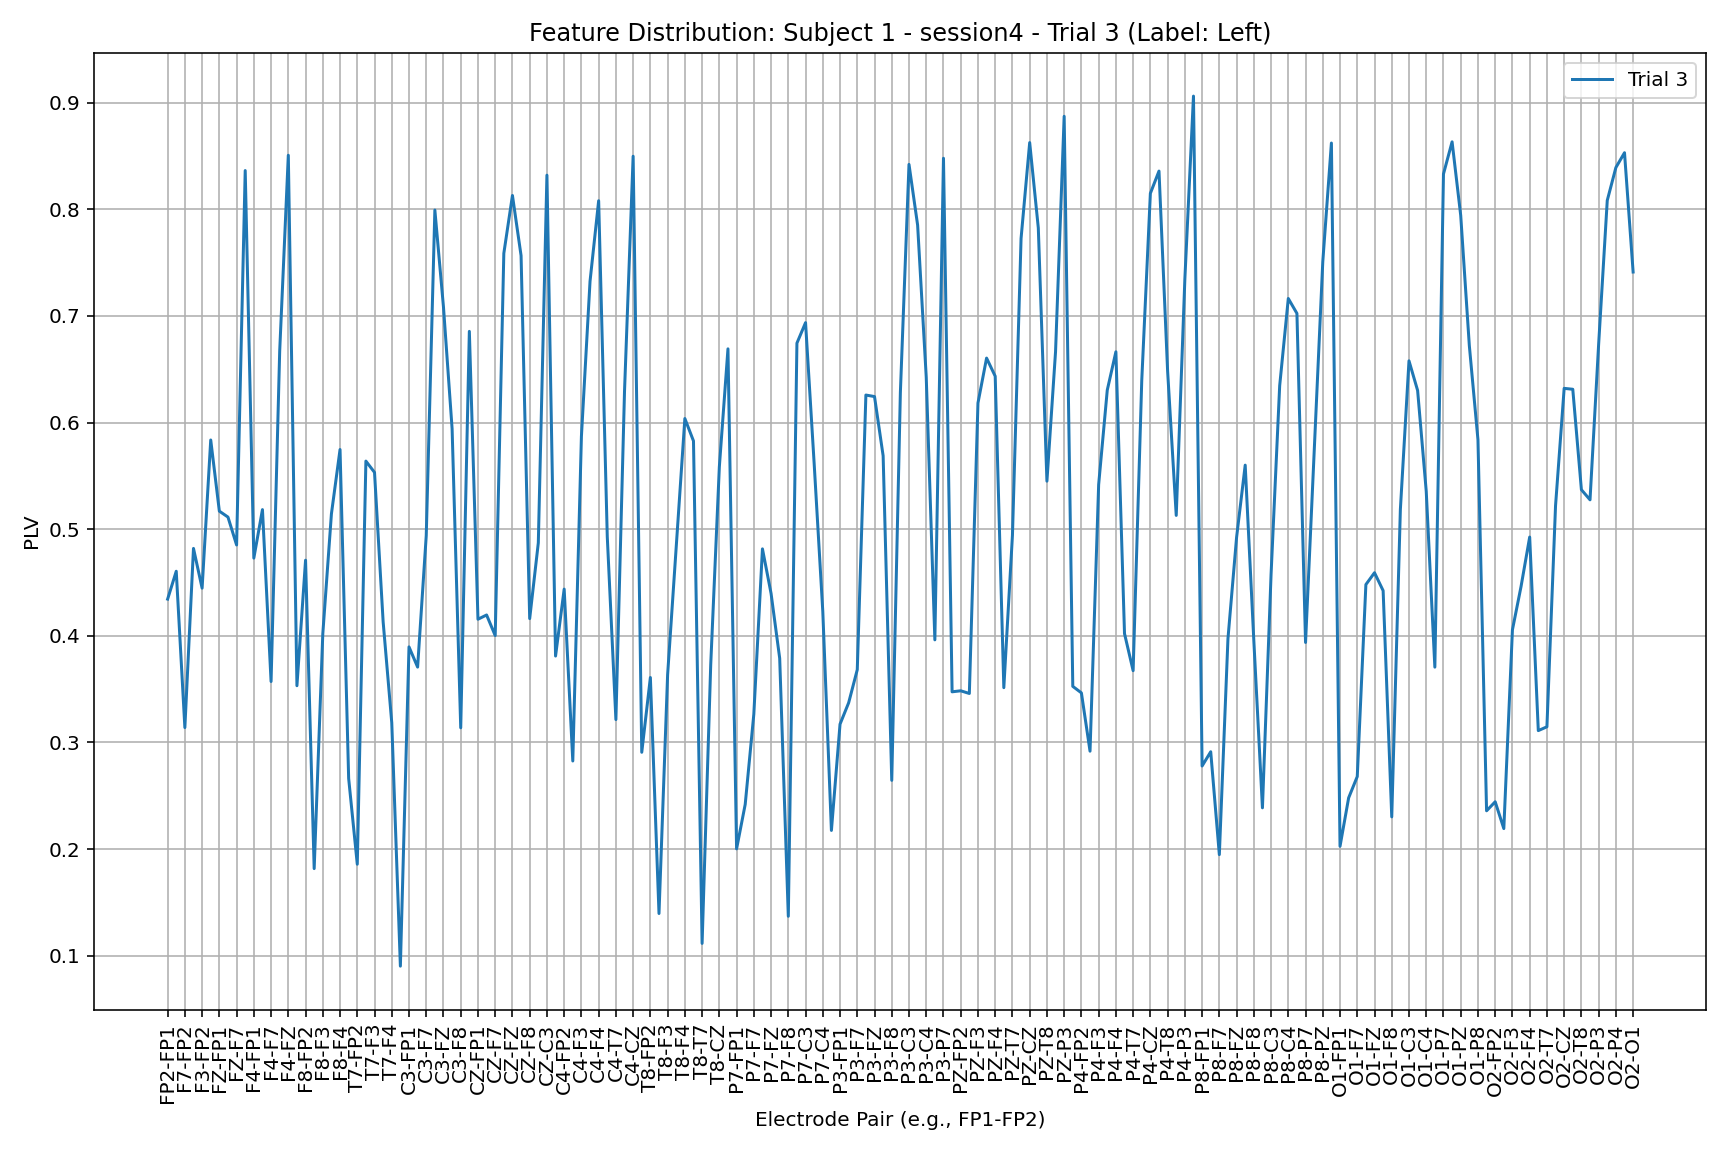 Feature Distribution: Subject 1 - session4 - Trial 3 (Label: Left)
Trial 3
0.9
0.8
0.7
0.6
0.5
0.4
0.3
0.2
0.1
PLV
FP2-FP1
F7-FP2
F3-FP2
FZ-FP1
FZ-F7
F4-FP1
F4-F7
F4-FZ
F8-FP2
F8-F3
F8-F4
T7-FP2
T7-F3
T7-F4
C3-FP1
C3-F7
C3-FZ
C3-F8
CZ-FP1
CZ-F7
CZ-FZ
CZ-F8
CZ-C3
C4-FP2
C4-F3
C4-F4
C4-T7
C4-CZ
T8-FP2
T8-F3
T8-F4
T8-T7
T8-CZ
P7-FP1
P7-F7
P7-FZ
P7-F8
P7-C3
P7-C4
P3-FP1
P3-F7
P3-FZ
P3-F8
P3-C3
P3-C4
P3-P7
PZ-FP2
PZ-F3
PZ-F4
PZ-T7
PZ-CZ
PZ-T8
PZ-P3
P4-FP2
P4-F3
P4-F4
P4-T7
P4-CZ
P4-T8
P4-P3
P8-FP1
P8-F7
P8-FZ
P8-F8
P8-C3
P8-C4
P8-P7
P8-PZ
O1-FP1
O1-F7
O1-FZ
O1-F8
O1-C3
O1-C4
O1-P7
O1-PZ
O1-P8
O2-FP2
O2-F3
O2-F4
O2-T7
O2-CZ
O2-T8
O2-P3
O2-P4
O2-O1
Electrode Pair (e.g., FP1-FP2)